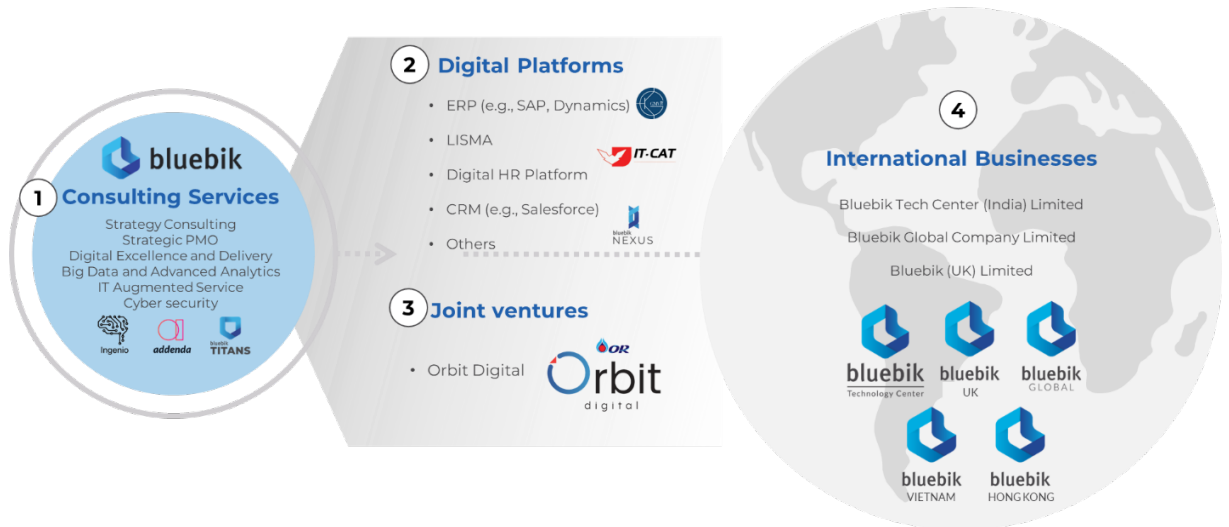 bluebik
1
Consulting Services
Strategy Consulting
Strategic PMO
Digital Excellence and Delivery
Big Data and Advanced Analytics
IT Augmented Service
Cyber security
Ingenio
addenda
bluebik
TITANS
2
Digital Platforms
• ERP (e.g., SAP, Dynamics)
• LISMA
IT-CAT
• Digital HR Platform
• CRM (e.g., Salesforce)
bluebik
NEXUS
• Others
3
Joint ventures
OR
• Orbit Digital
Orbit
digital
4
International Businesses
Bluebik Tech Center (India) Limited
Bluebik Global Company Limited
Bluebik (UK) Limited
bluebik
Technology Center
bluebik
UK
bluebik
GLOBAL
bluebik
VIETNAM
bluebik
HONG KONG